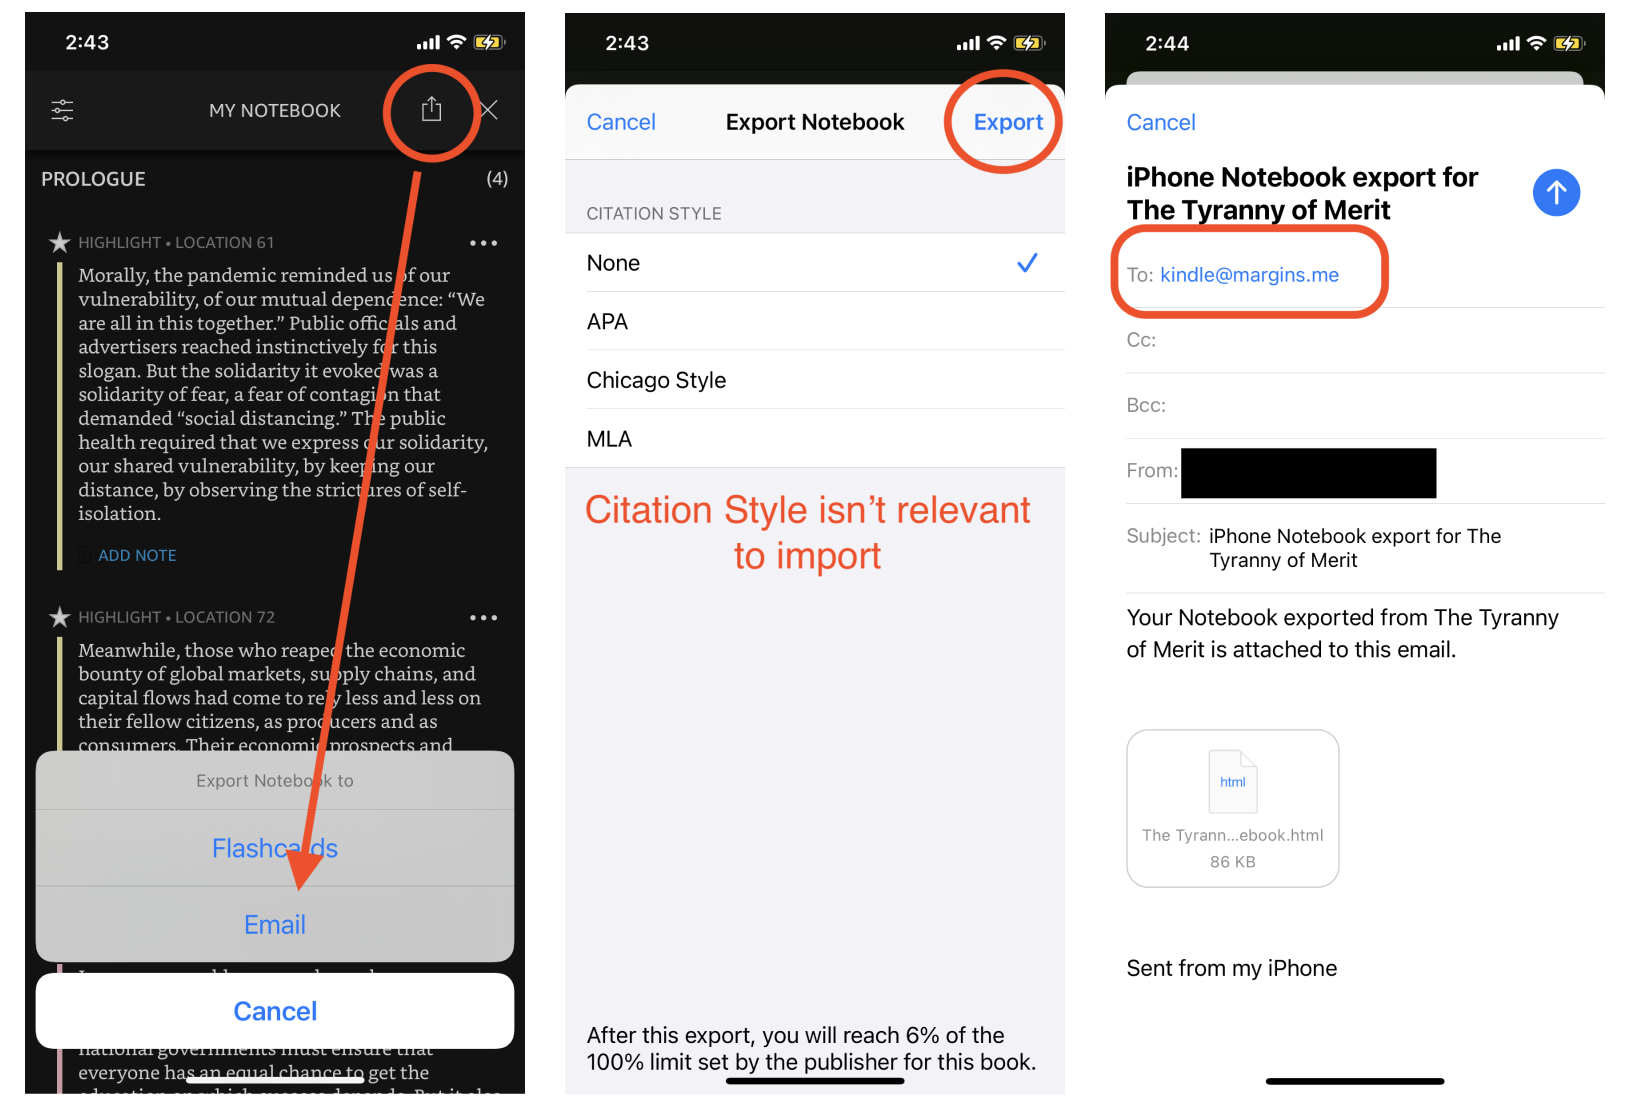 2:43
MY NOTEBOOK
PROLOGUE (4)
HIGHLIGHT • LOCATION 61
Morally, the pandemic reminded us of our
vulnerability, of our mutual dependence: “We
are all in this together.” Public officials and
advertisers reached instinctively for this
slogan. But the solidarity it evoked was a
solidarity of fear, a fear of contagion that
demanded “social distancing.” The public
health required that we express our solidarity,
our shared vulnerability, by keeping our
distance, by observing the strictures of self-
isolation.
ADD NOTE
HIGHLIGHT • LOCATION 72
Meanwhile, those who reaped the economic
bounty of global markets, supply chains, and
capital flows had come to rely less and less on
their fellow citizens, as producers and as
consumers. Their economic prospects and
Export Notebook to
Flashcards
Email
Cancel
national governments must ensure that
everyone has an equal chance to get the
education on which success depends. But it also
2:43
Cancel
Export Notebook
Export
CITATION STYLE
None
APA
Chicago Style
MLA
Citation Style isn’t relevant
to import
After this export, you will reach 6% of the
100% limit set by the publisher for this book.
2:44
Cancel
iPhone Notebook export for
The Tyranny of Merit
To: kindle@margins.me
Cc:
Bcc:
From:
Subject: iPhone Notebook export for The
Tyranny of Merit
Your Notebook exported from The Tyranny
of Merit is attached to this email.
html
The Tyrann...ebook.html
86 KB
Sent from my iPhone